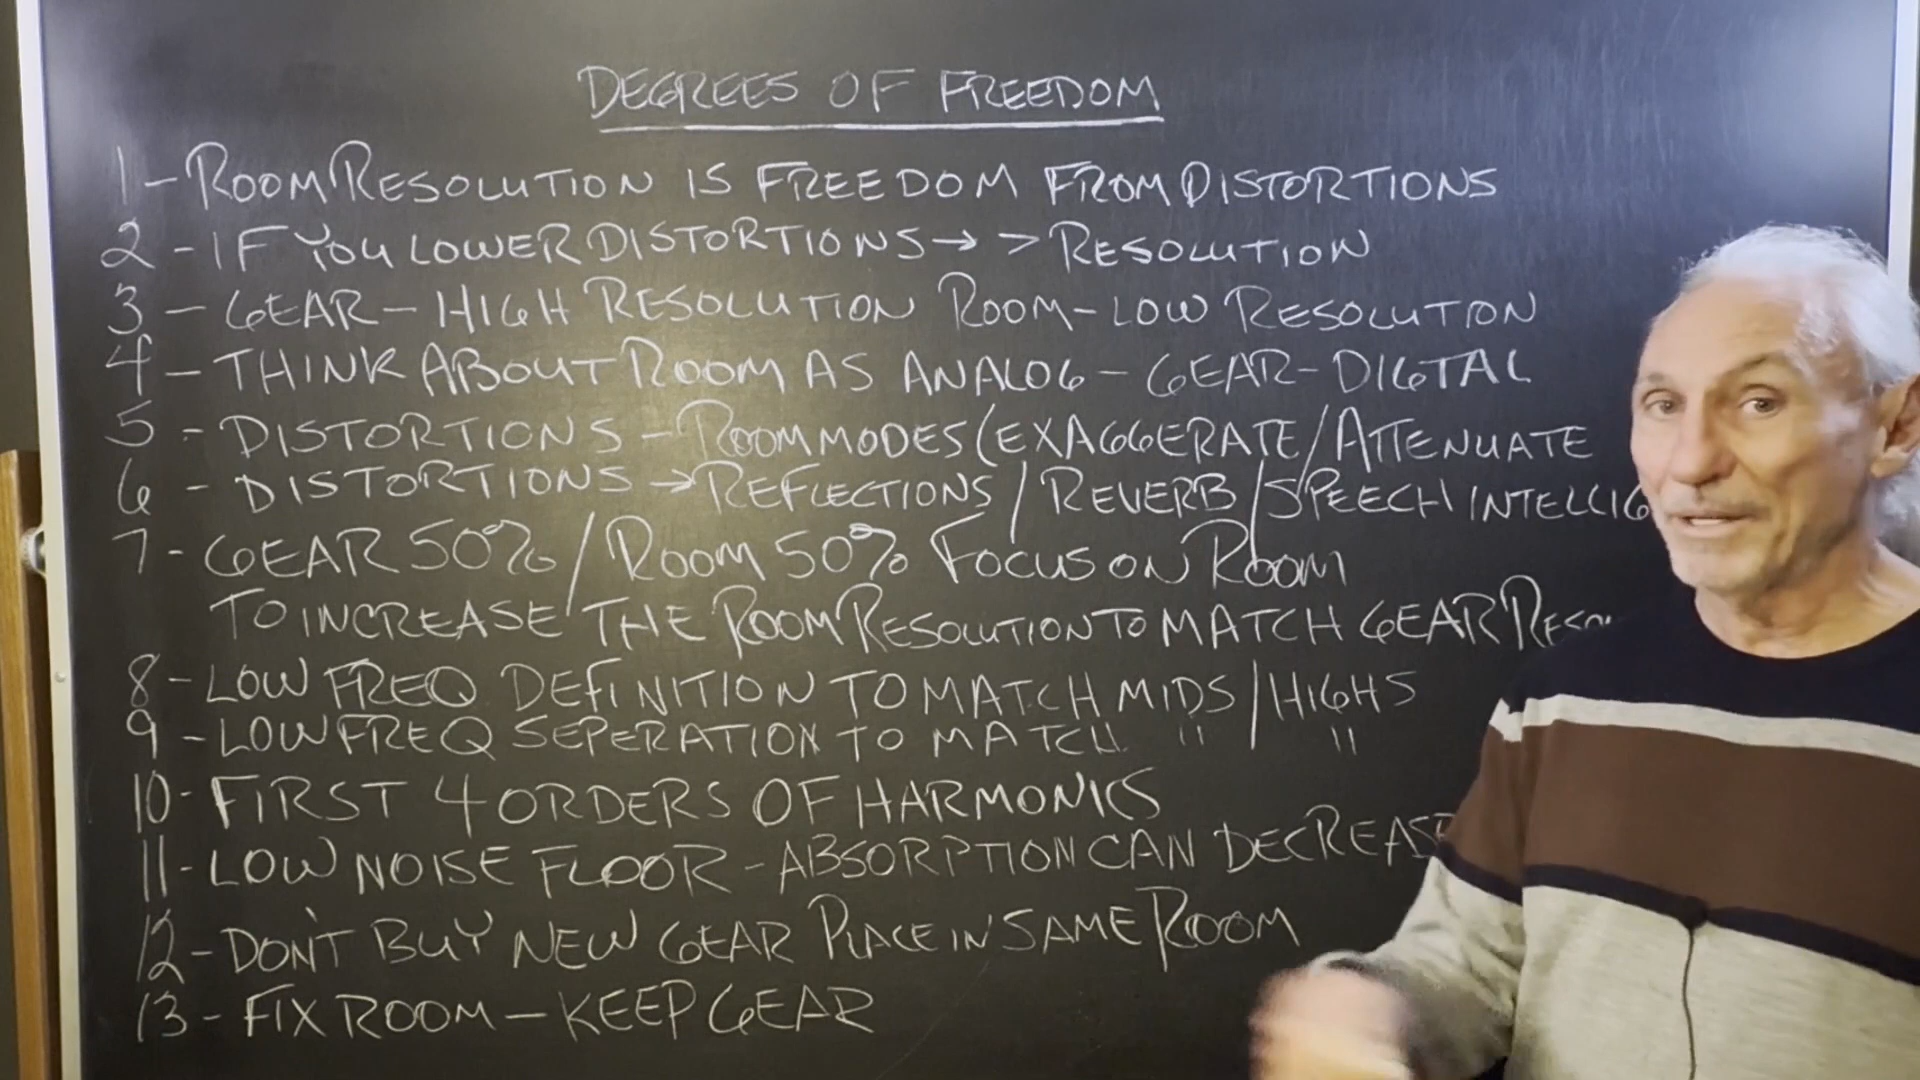 DEGREES OF FREEDOM
1 - ROOM RESOLUTION IS FREEDOM FROM DISTORTIONS
2 - IF YOU LOWER DISTORTIONS → > RESOLUTION
3 - GEAR - HIGH RESOLUTION ROOM - LOW RESOLUTION
4 - THINK ABOUT ROOM AS ANALOG - GEAR - DIGITAL
5 - DISTORTIONS - ROOM MODES (EXAGGERATE / ATTENUATE
6 - DISTORTIONS → REFLECTIONS / REVERB / SPEECH INTELLIG
7 - GEAR 50% / ROOM 50% FOCUS ON ROOM
TO INCREASE THE ROOM RESOLUTION TO MATCH GEAR RESOL
8 - LOW FREQ DEFINITION TO MATCH MIDS / HIGHS
9 - LOW FREQ SEPERATION TO MATCH " / "
10 - FIRST 4 ORDERS OF HARMONICS
11 - LOW NOISE FLOOR - ABSORPTION CAN DECREASE
12 - DON'T BUY NEW GEAR PLACE IN SAME ROOM
13 - FIX ROOM - KEEP GEAR